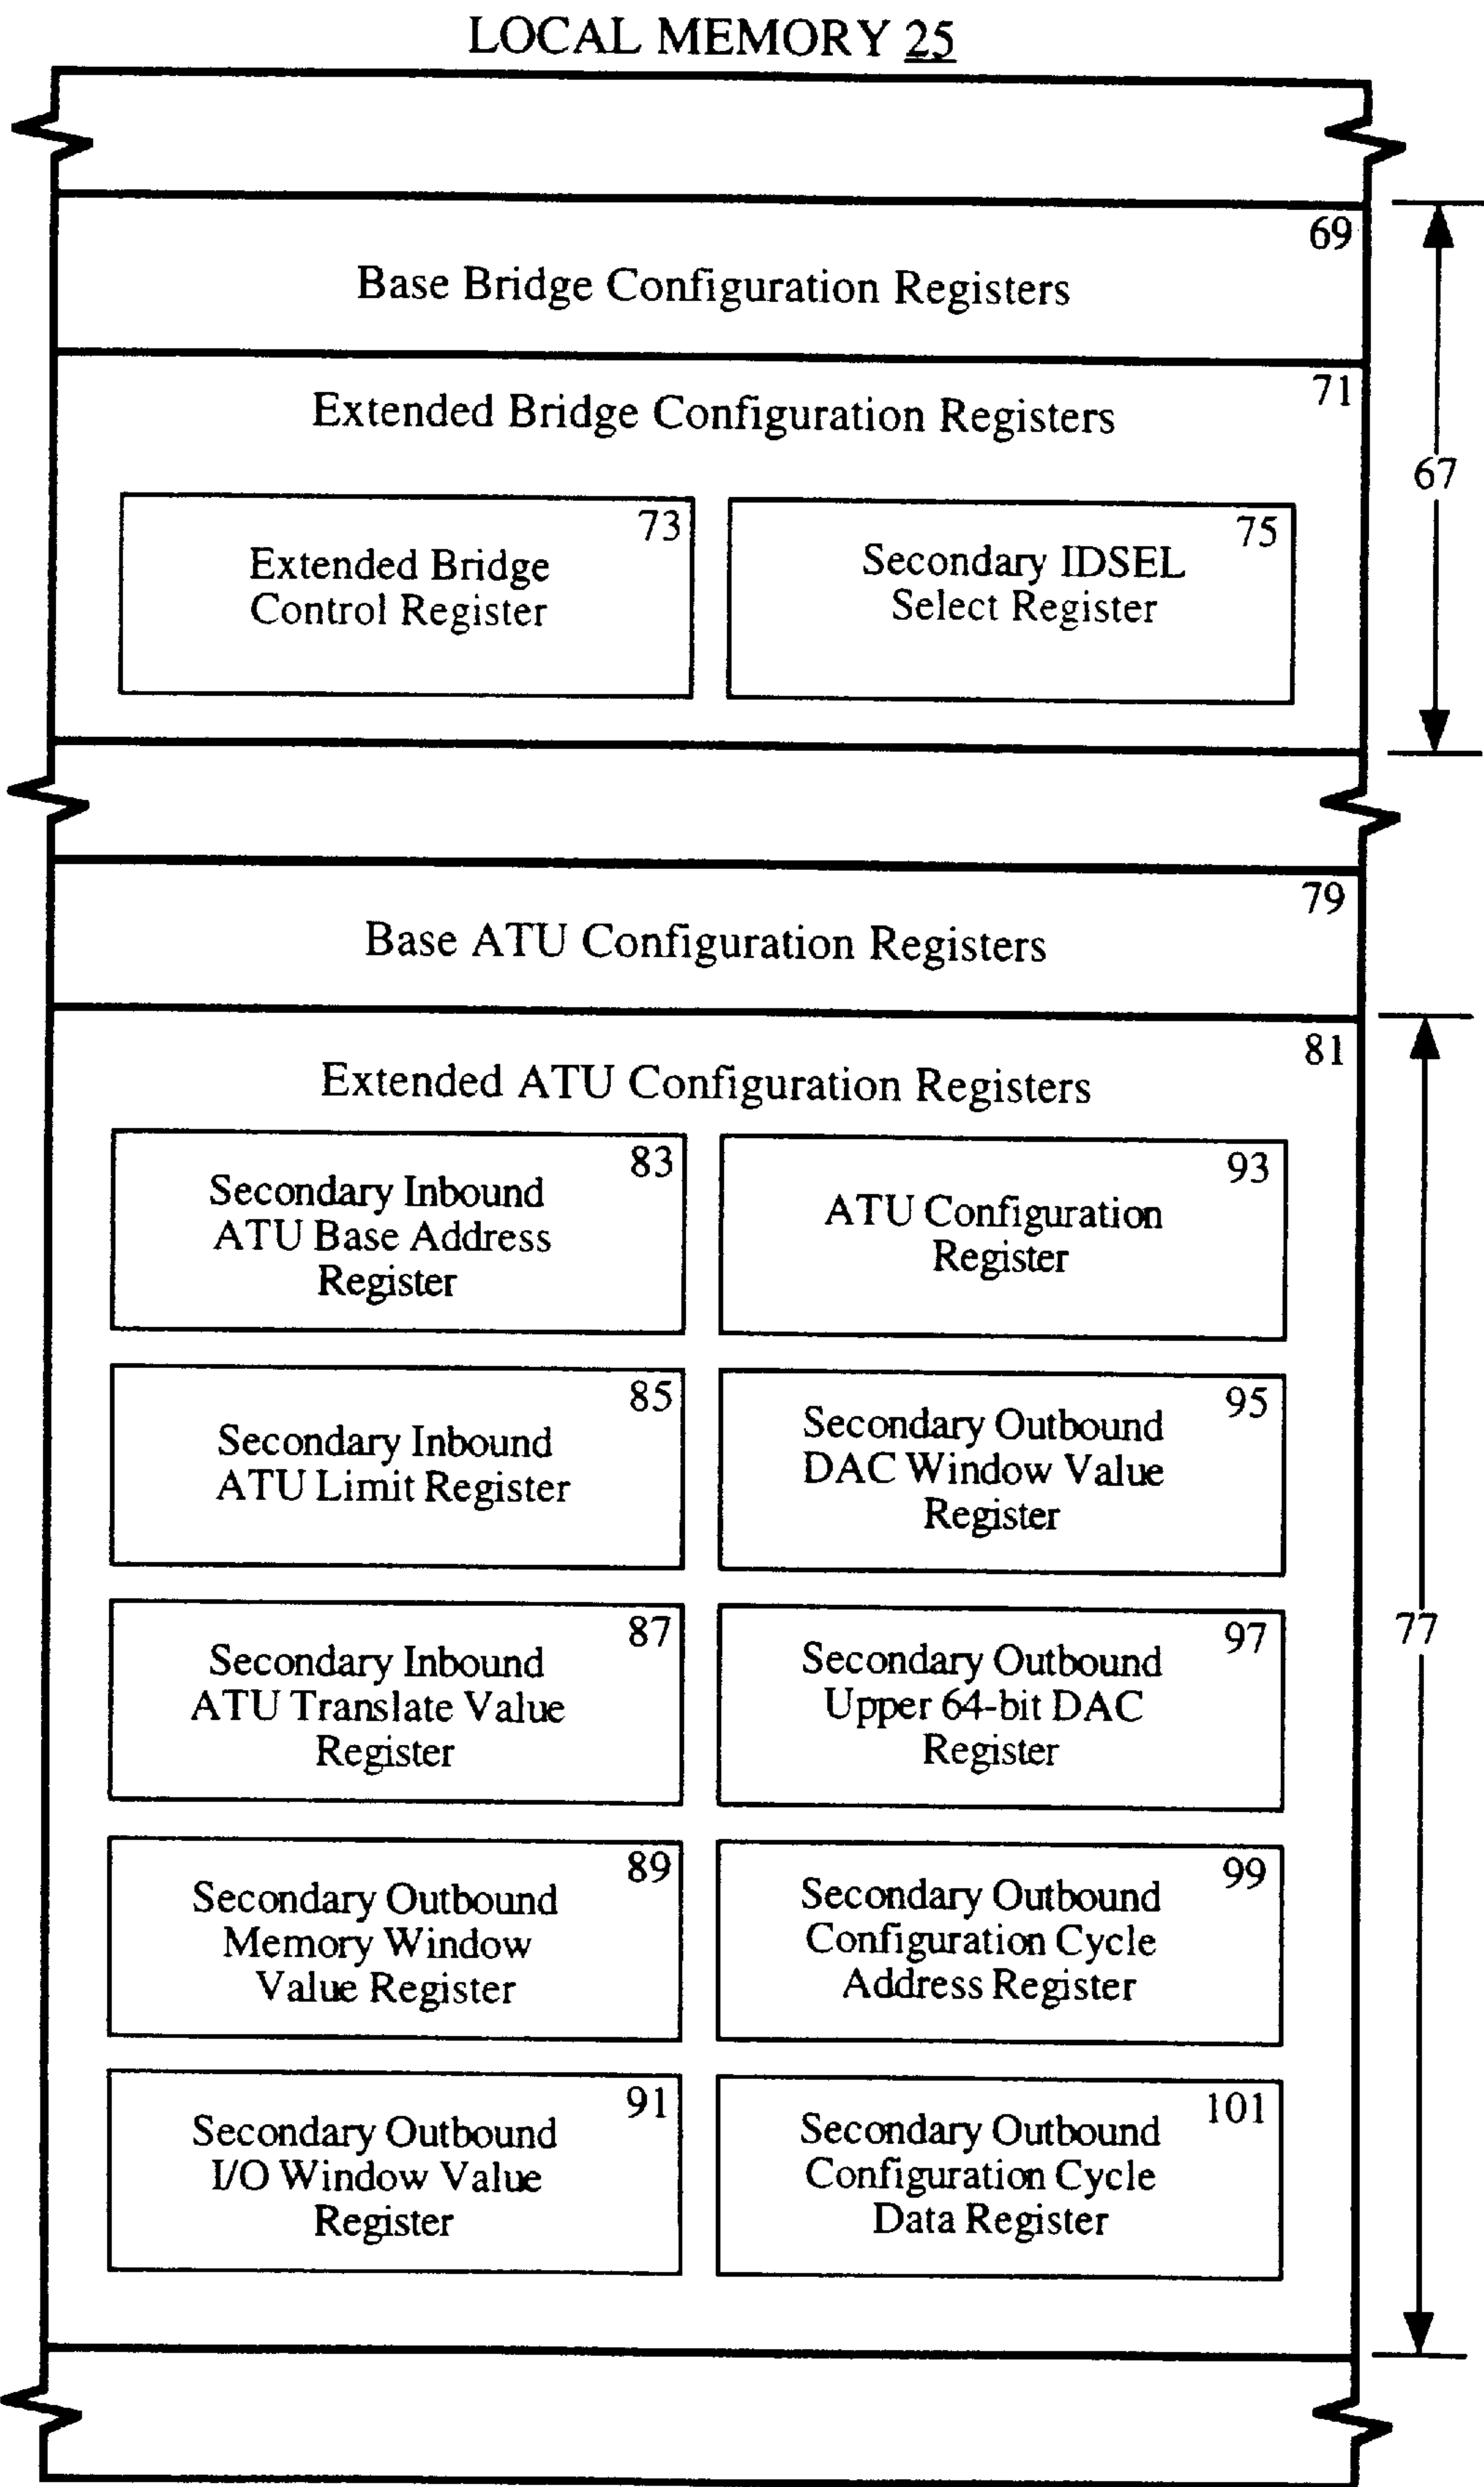 LOCAL MEMORY 25
69
Base Bridge Configuration Registers
71
Extended Bridge Configuration Registers
67
73
Extended Bridge
Control Register
75
Secondary IDSEL
Select Register
79
Base ATU Configuration Registers
81
Extended ATU Configuration Registers
83
Secondary Inbound
ATU Base Address
Register
93
ATU Configuration
Register
85
Secondary Inbound
ATU Limit Register
95
Secondary Outbound
DAC Window Value
Register
87
Secondary Inbound
ATU Translate Value
Register
97
Secondary Outbound
Upper 64-bit DAC
Register
77
89
Secondary Outbound
Memory Window
Value Register
99
Secondary Outbound
Configuration Cycle
Address Register
91
Secondary Outbound
I/O Window Value
Register
101
Secondary Outbound
Configuration Cycle
Data Register